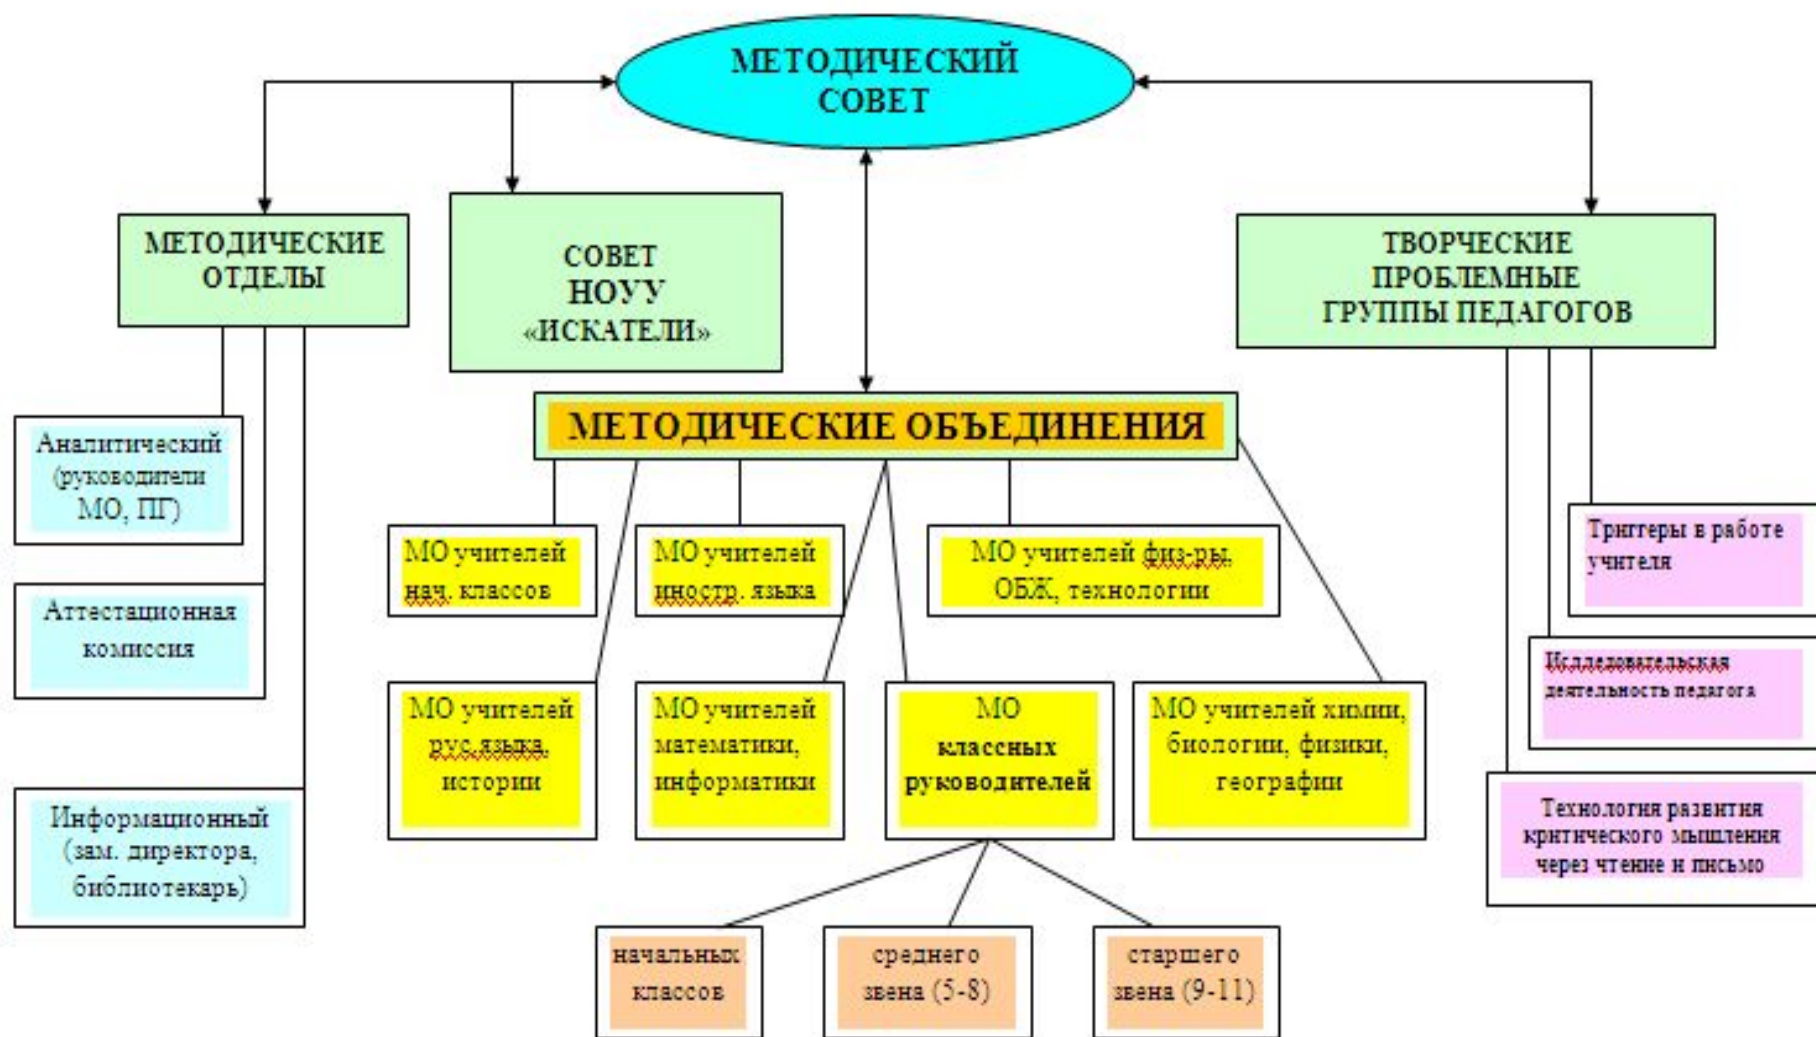 МЕТОДИЧЕСКИЙ
СОВЕТ
МЕТОДИЧЕСКИЕ
ОТДЕЛЫ
СОВЕТ
НОУУ
«ИСКАТЕЛИ»
ТВОРЧЕСКИЕ
ПРОБЛЕМНЫЕ
ГРУППЫ ПЕДАГОГОВ
МЕТОДИЧЕСКИЕ ОБЪЕДИНЕНИЯ
Аналитический
(руководители
МО, ПГ)
Аттестационная
комиссия
Информационный
(зам. директора,
библиотекарь)
МО учителей
нач. классов
МО учителей
иностр. языка
МО учителей физ-ры,
ОБЖ, технологии
МО учителей
рус.языка,
истории
МО учителей
математики,
информатики
МО
классных
руководителей
МО учителей химии,
биологии, физики,
географии
начальных
классов
среднего
звена (5-8)
старшего
звена (9-11)
Триггеры в работе
учителя
Ислледовательская
деятельность педагога
Технология развития
критического мышления
через чтение и письмо